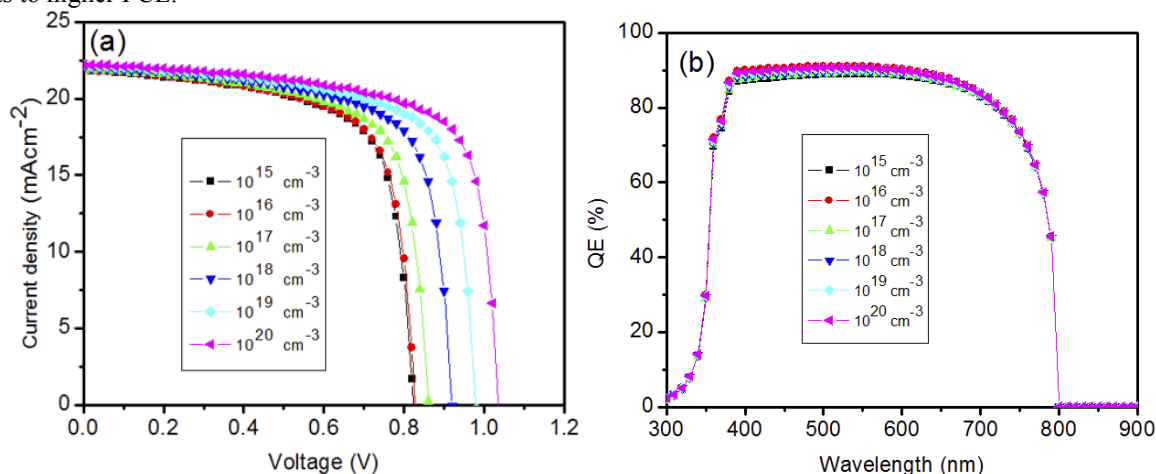 to higher PCE.
(a)
Current density (mAcm⁻²)
25
20
15
10
5
0
10¹⁵ cm⁻³
10¹⁶ cm⁻³
10¹⁷ cm⁻³
10¹⁸ cm⁻³
10¹⁹ cm⁻³
10²⁰ cm⁻³
0.0 0.2 0.4 0.6 0.8 1.0 1.2
Voltage (V)
(b)
QE (%)
100
80
60
40
20
0
10¹⁵ cm⁻³
10¹⁶ cm⁻³
10¹⁷ cm⁻³
10¹⁸ cm⁻³
10¹⁹ cm⁻³
10²⁰ cm⁻³
300 400 500 600 700 800 900
Wavelength (nm)